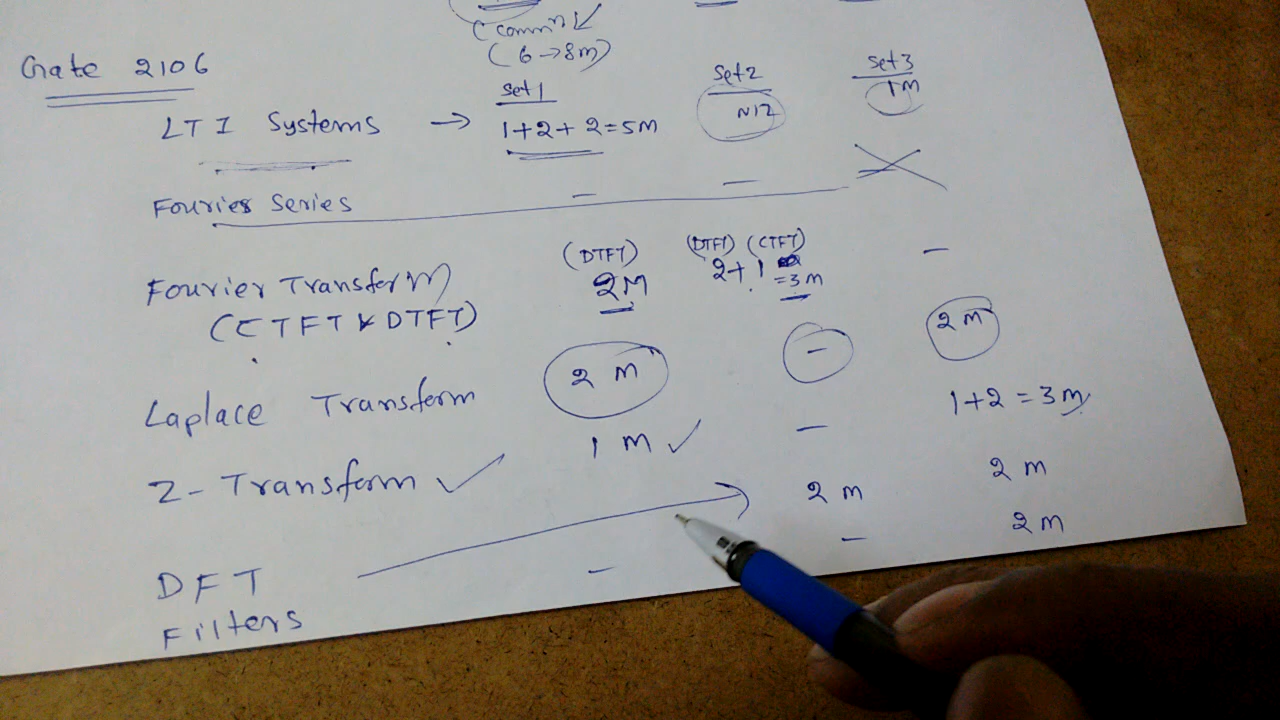 (commn)
(6→8m)
Gate 2106
Set1 Set2 Set3
LTI Systems → 1+2+2=5M Nil 1M
Fourier Series – –
(DTFT) (DTFT) (CTFT)
Fourier Transform 2M 2+1 =3M –
(CTFT & DTFT)
Laplace Transform 2 m – 2 m
Z-Transform ✓ 1 m ✓ – 1+2=3m
DFT → 2 m 2 m
Filters – – 2 m